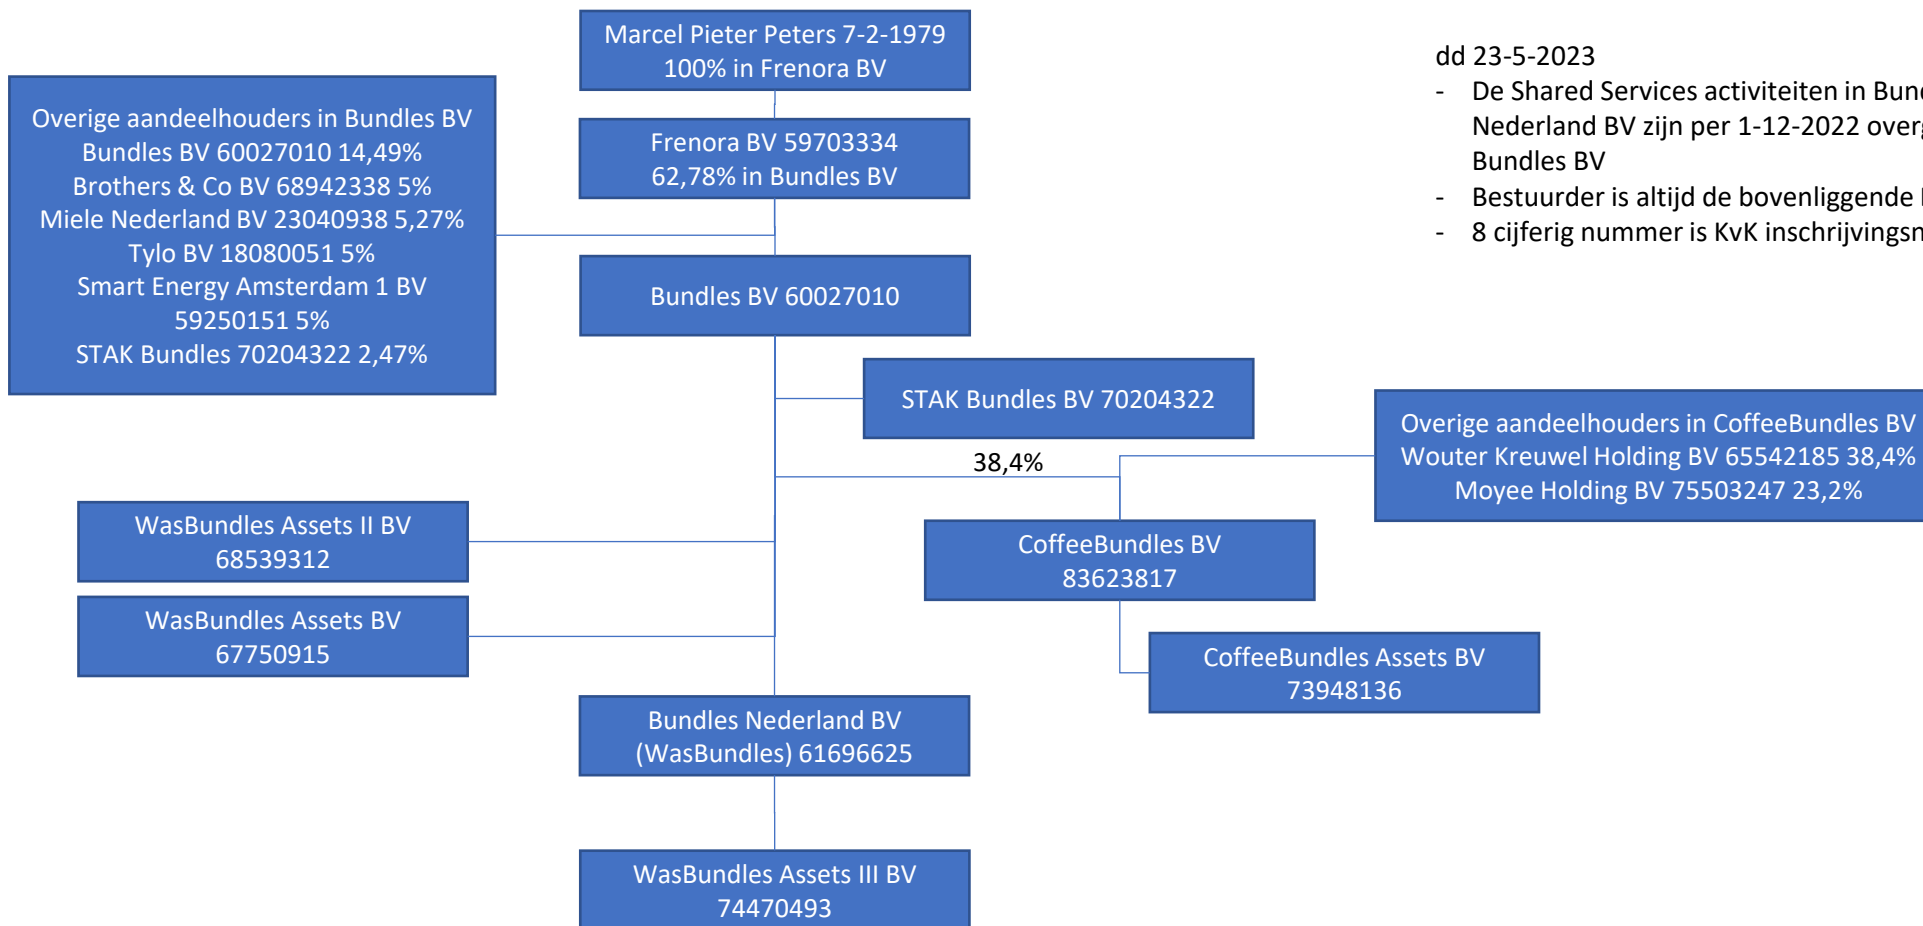 Marcel Pieter Peters 7-2-1979
100% in Frenora BV
Overige aandeelhouders in Bundles BV
Bundles BV 60027010 14,49%
Brothers & Co BV 68942338 5%
Miele Nederland BV 23040938 5,27%
Tylo BV 18080051 5%
Smart Energy Amsterdam 1 BV
59250151 5%
STAK Bundles 70204322 2,47%
Frenora BV 59703334
62,78% in Bundles BV
dd 23-5-2023
- De Shared Services activiteiten in
Nederland BV zijn per 1-12-2022
Bundles BV
- Bestuurder is altijd de bovenliggende
- 8 cijferig nummer is KvK
Bundles BV 60027010
STAK Bundles BV 70204322
38,4%
Overige aandeelhouders in CoffeeBundles BV
Wouter Kreuwel Holding BV 65542185 38,4%
Moyee Holding BV 75503247 23,2%
WasBundles Assets II BV
68539312
CoffeeBundles BV
83623817
WasBundles Assets BV
67750915
CoffeeBundles Assets BV
73948136
Bundles Nederland BV
(WasBundles) 61696625
WasBundles Assets III BV
74470493